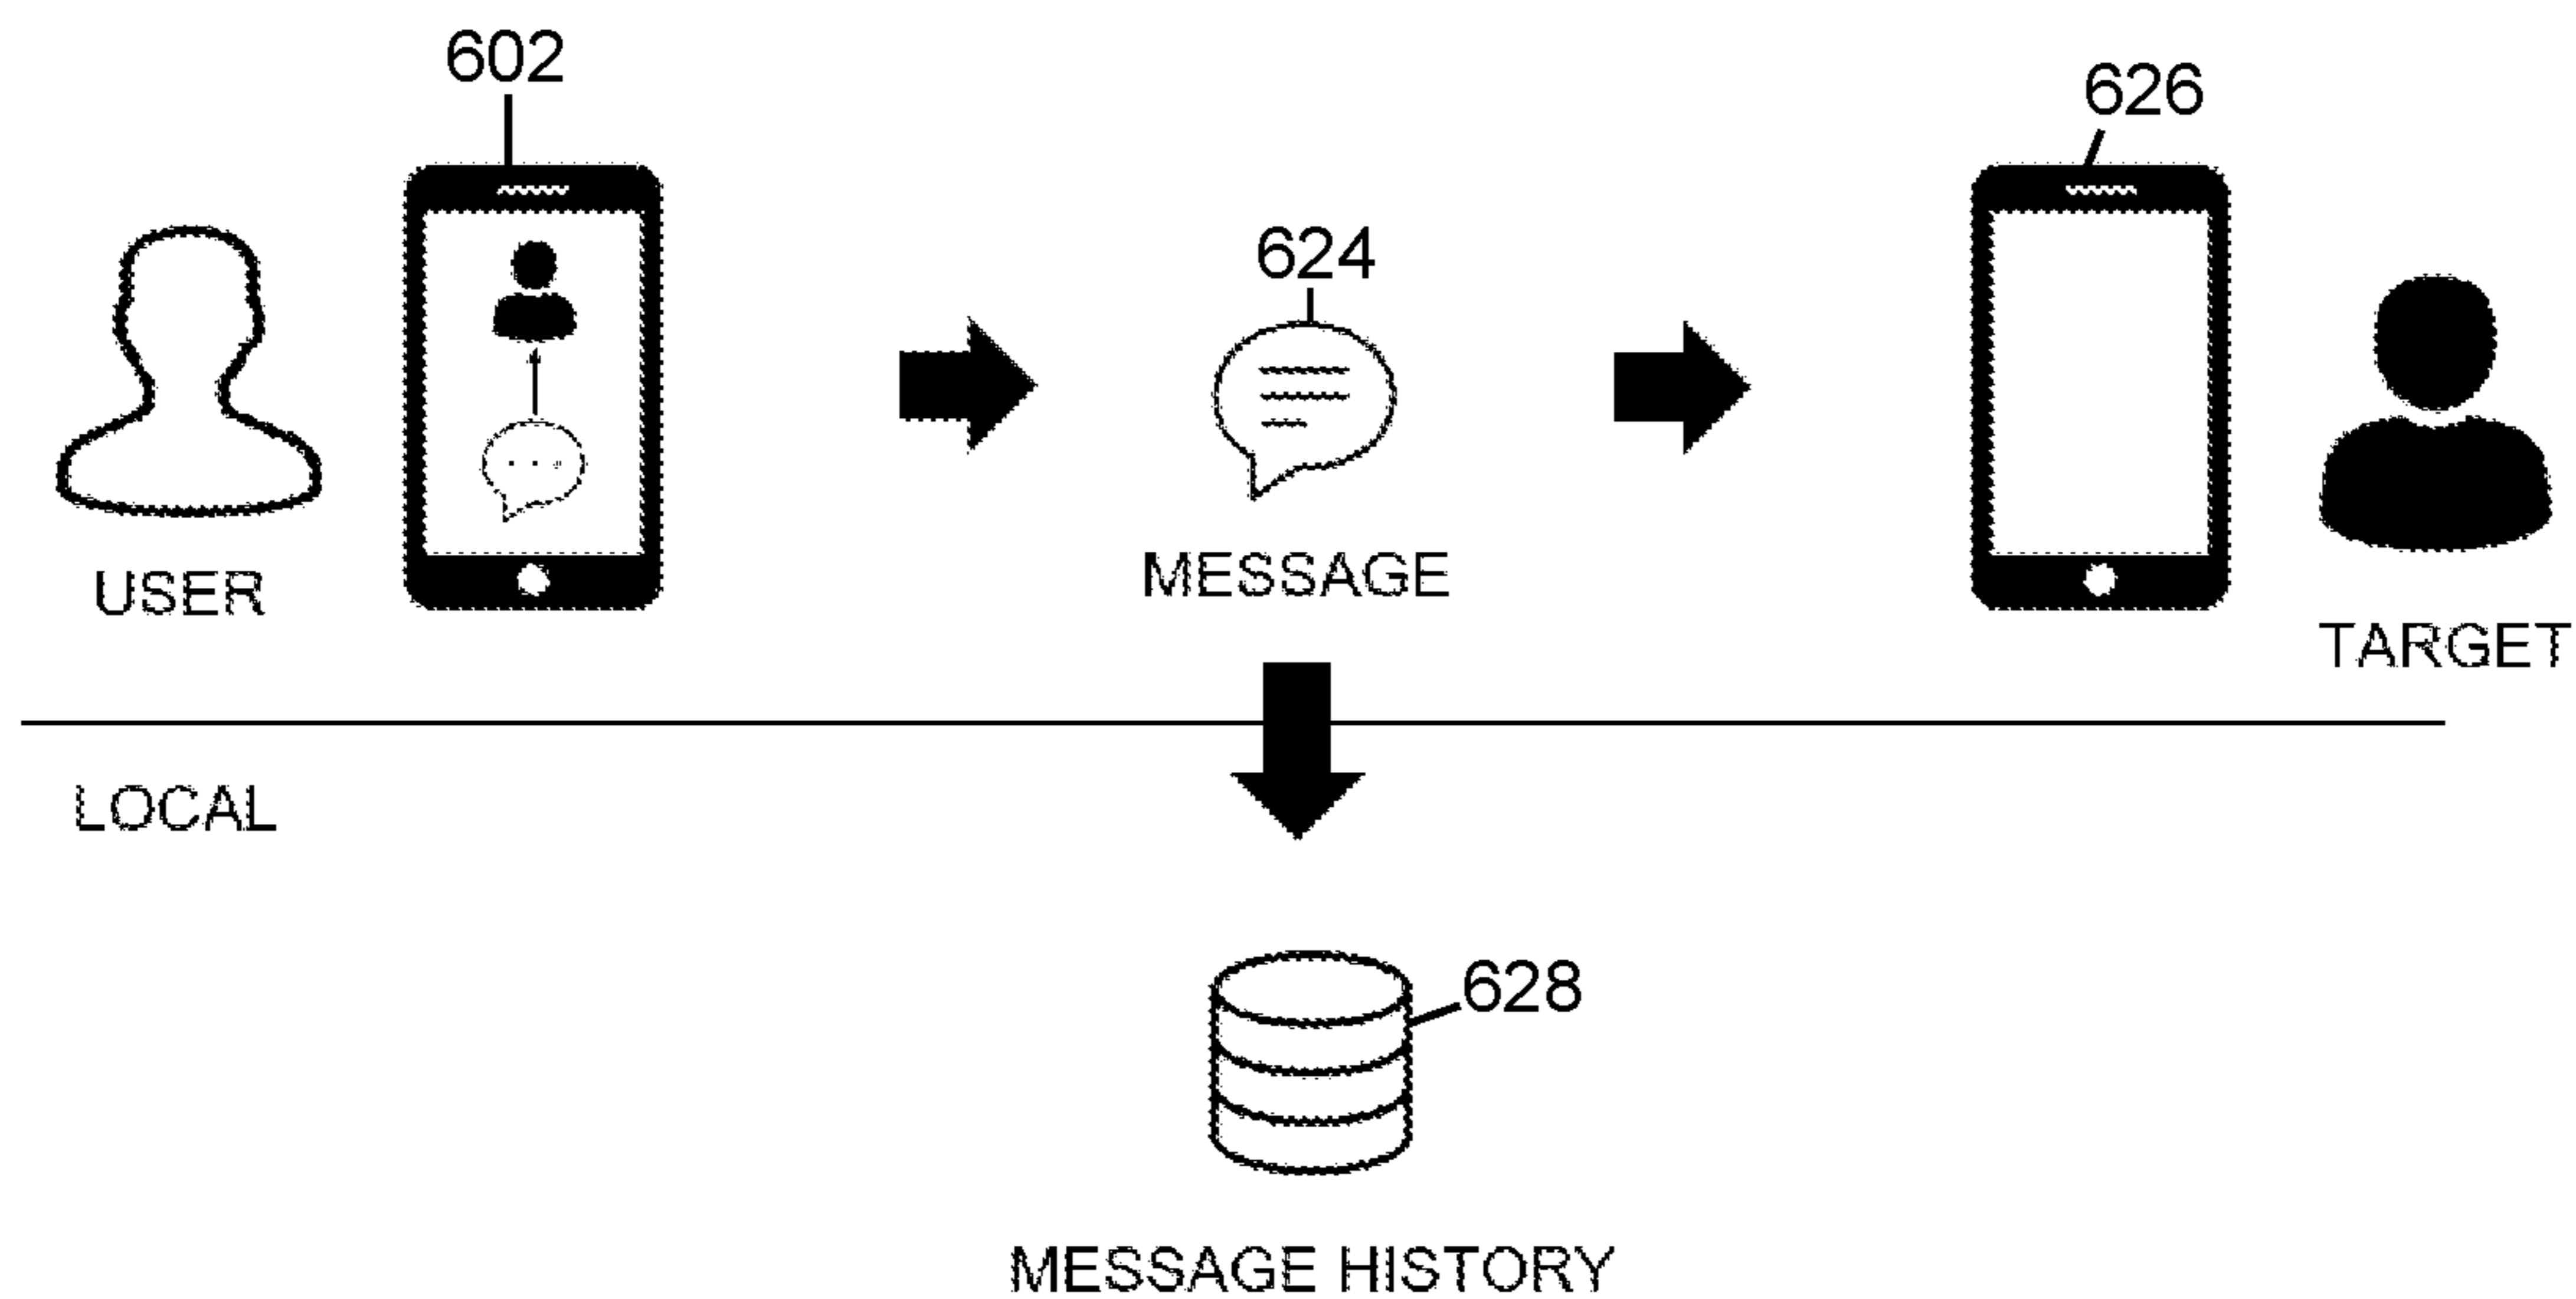 602
626
624
USER
MESSAGE
TARGET
LOCAL
628
MESSAGE HISTORY